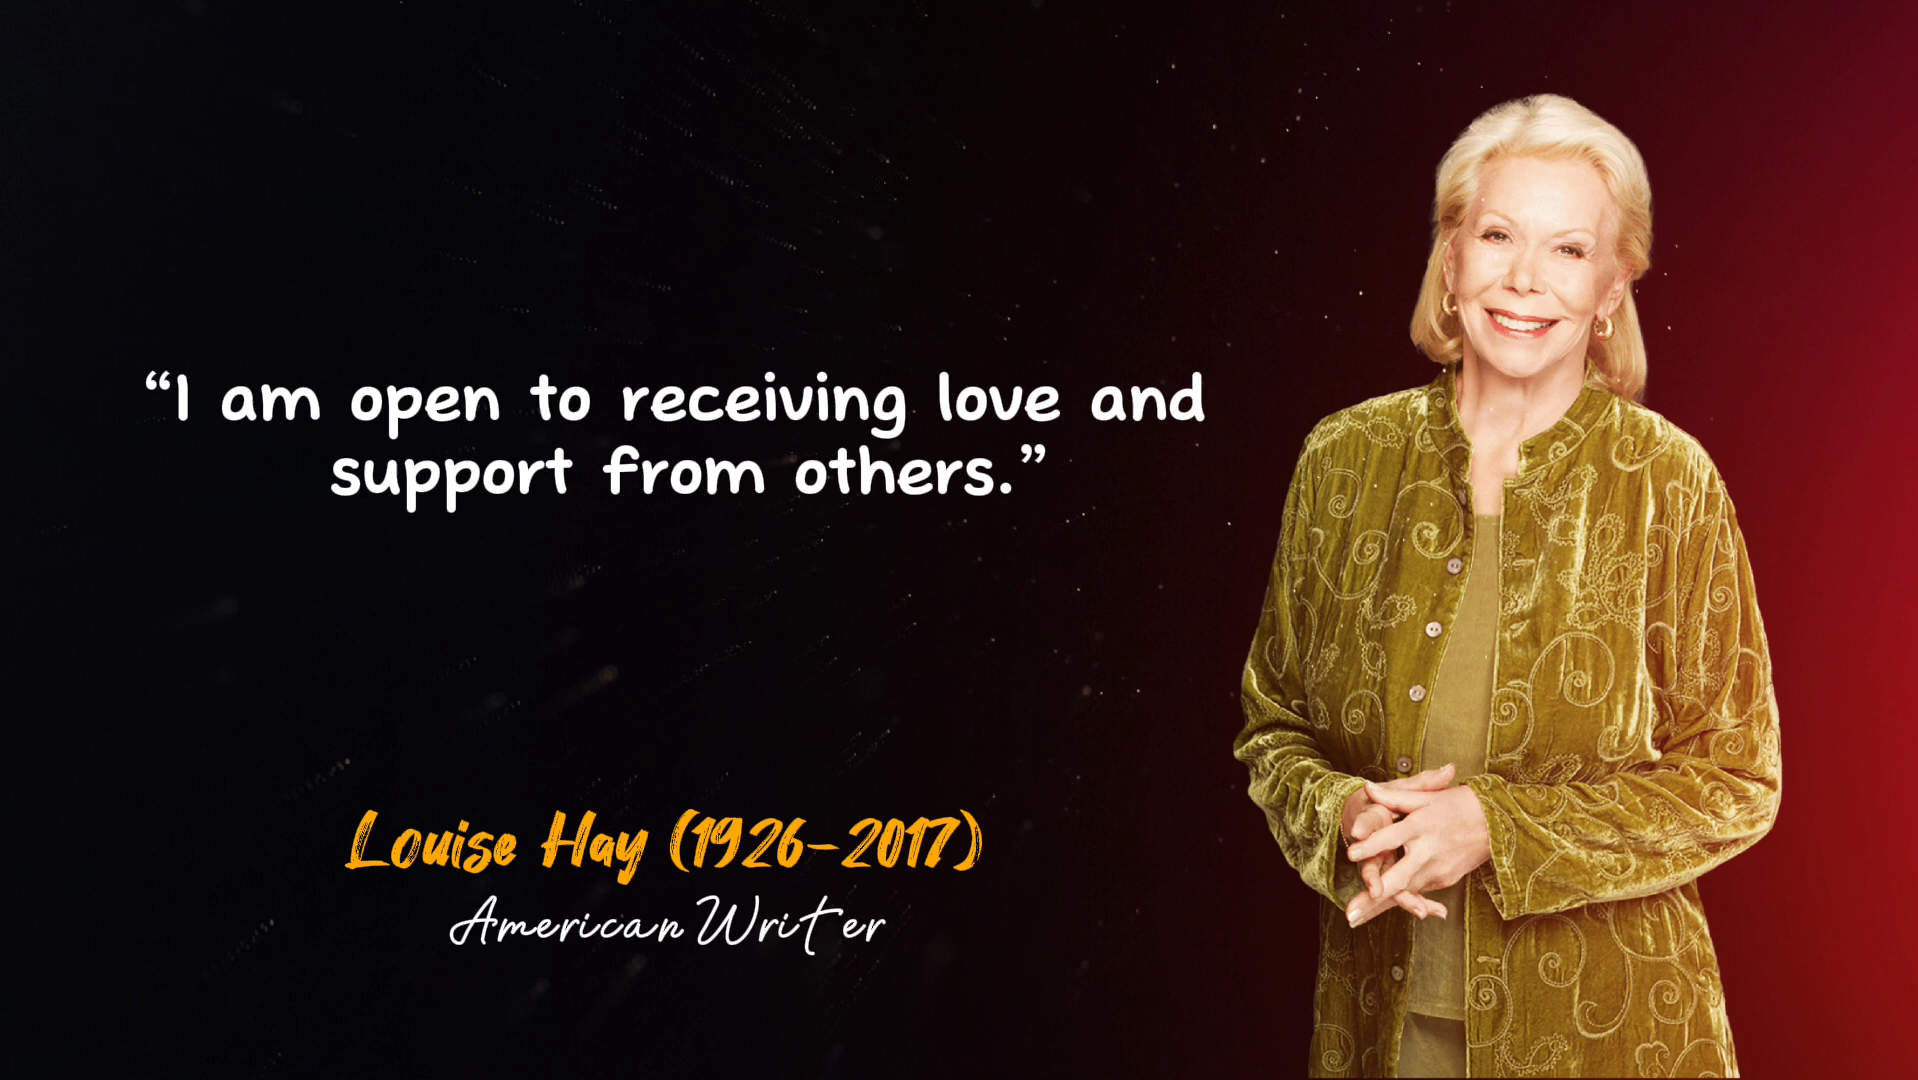 “I am open to receiving love and
support from others.”
Louise Hay (1926-2017)
American Writer